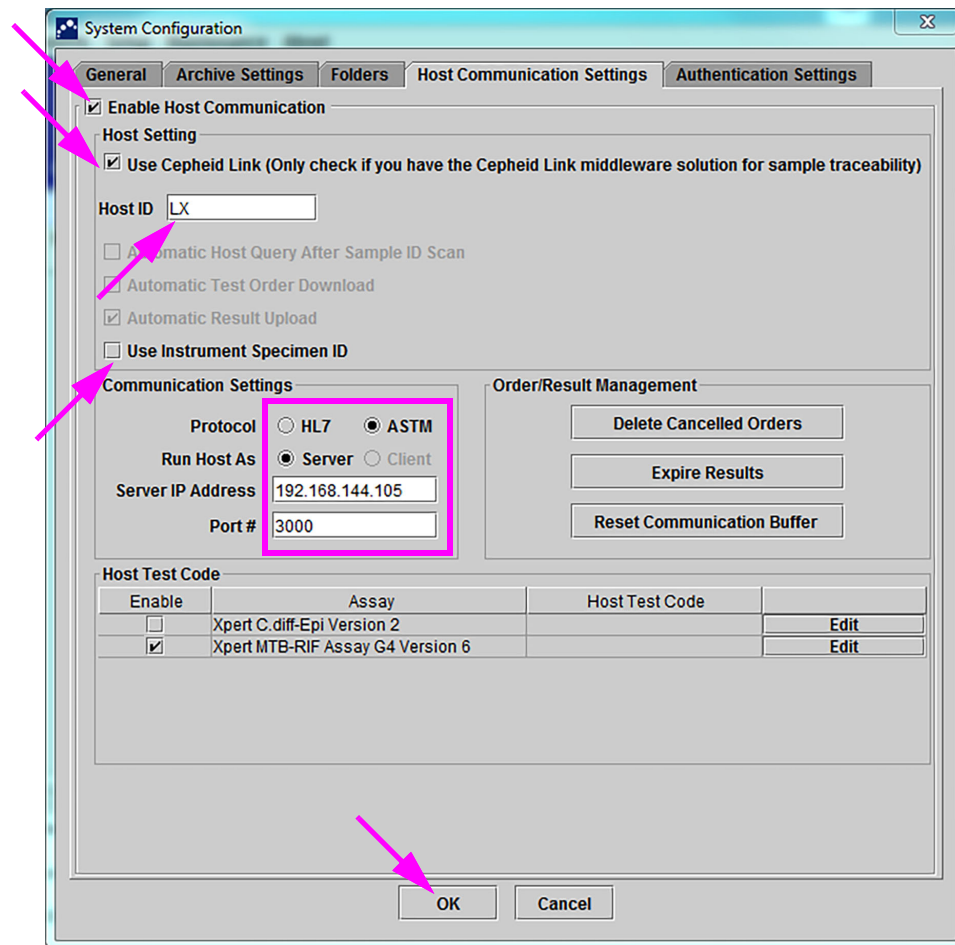 System Configuration
General Archive Settings Folders Host Communication Settings Authentication Settings
Enable Host Communication
Host Setting
Use Cepheid Link (Only check if you have the Cepheid Link middleware solution for sample traceability)
Host ID LX
Automatic Host Query After Sample ID Scan
Automatic Test Order Download
Automatic Result Upload
Use Instrument Specimen ID
Communication Settings
Protocol HL7 ASTM
Run Host As Server Client
Server IP Address 192.168.144.105
Port # 3000
Order/Result Management
Delete Cancelled Orders
Expire Results
Reset Communication Buffer
Host Test Code
Enable Assay Host Test Code
Xpert C.diff-Epi Version 2 Edit
Xpert MTB-RIF Assay G4 Version 6 Edit
OK Cancel